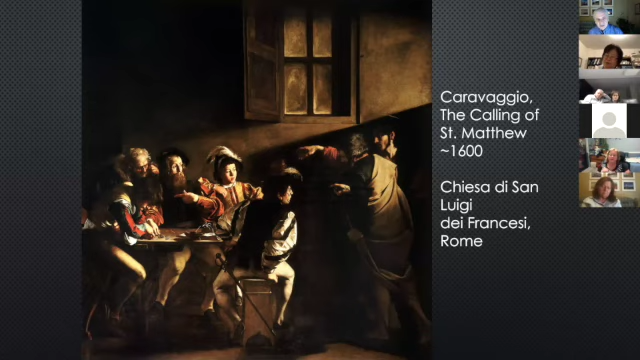 Caravaggio,
The Calling of
St. Matthew
~1600
Chiesa di San
Luigi
dei Francesi,
Rome